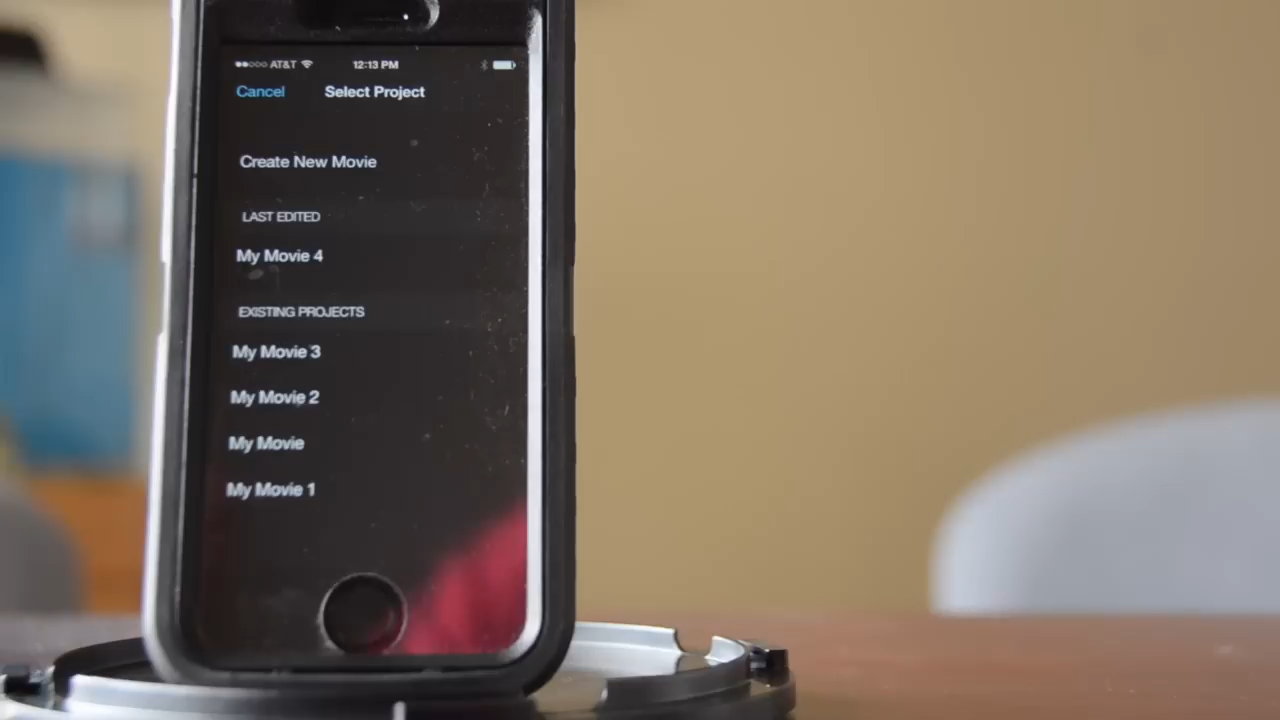 AT&T 12:13 PM
Cancel Select Project
Create New Movie
LAST EDITED
My Movie 4
EXISTING PROJECTS
My Movie 3
My Movie 2
My Movie
My Movie 1